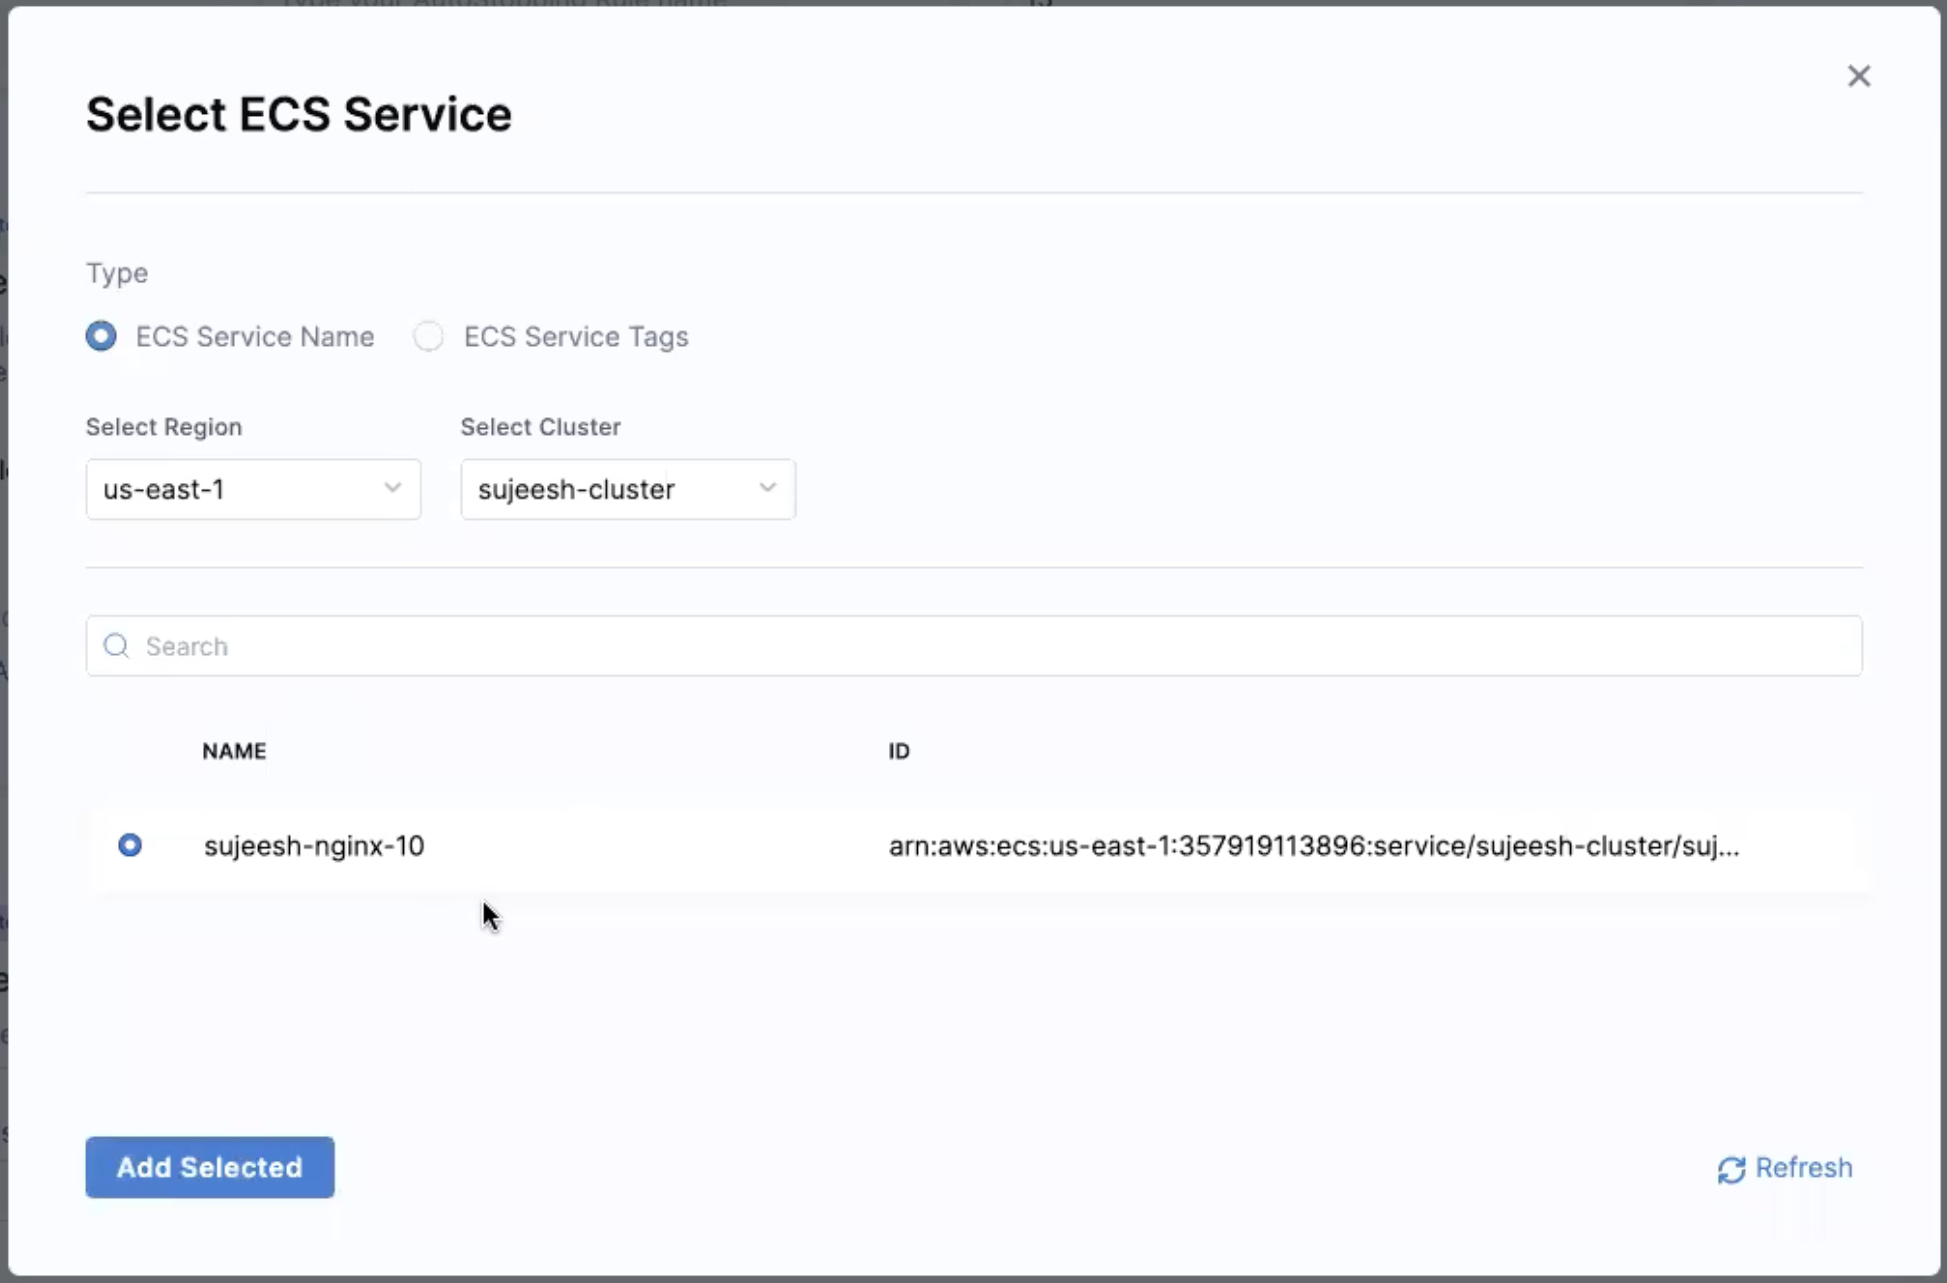 Select ECS Service
Type
ECS Service Name ECS Service Tags
Select Region Select Cluster
us-east-1 sujeesh-cluster
Search
NAME ID
sujeesh-nginx-10 arn:aws:ecs:us-east-1:357919113896:service/sujeesh-cluster/suj...
Add Selected Refresh